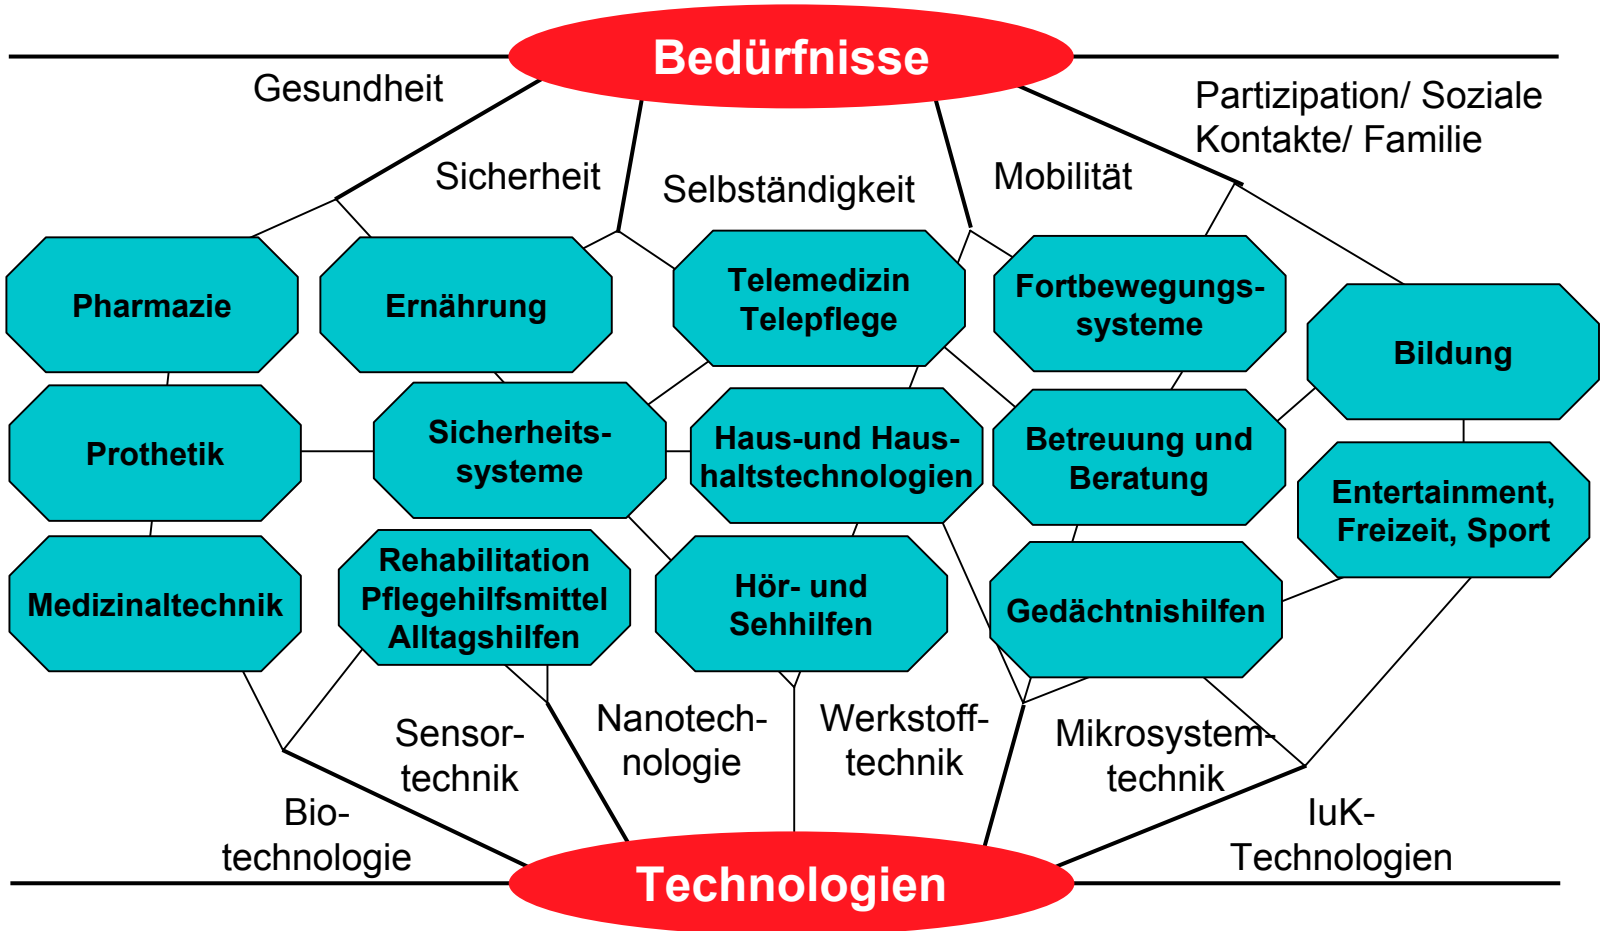 Bedürfnisse
Gesundheit
Partizipation/ Soziale
Kontakte/ Familie
Sicherheit
Selbständigkeit
Mobilität
Pharmazie
Ernährung
Telemedizin
Telepflege
Fortbewegungs-
systeme
Bildung
Prothetik
Sicherheits-
systeme
Haus-und Haus-
haltstechnologien
Betreuung und
Beratung
Entertainment,
Freizeit, Sport
Medizinaltechnik
Rehabilitation
Pflegehilfsmittel
Alltagshilfen
Hör- und
Sehhilfen
Gedächtnishilfen
Sensor-
technik
Nanotech-
nologie
Werkstoff-
technik
Mikrosystem-
technik
Bio-
technologie
IuK-
Technologien
Technologien